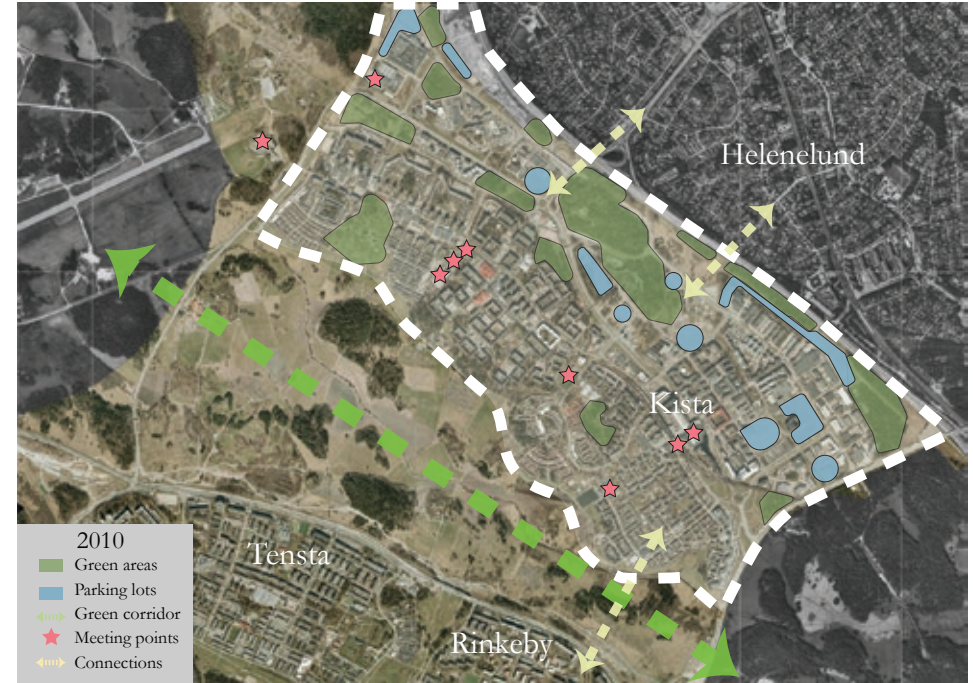 Helenelund
Kista
Tensta
Rinkeby
2010
Green areas
Parking lots
Green corridor
Meeting points
Connections